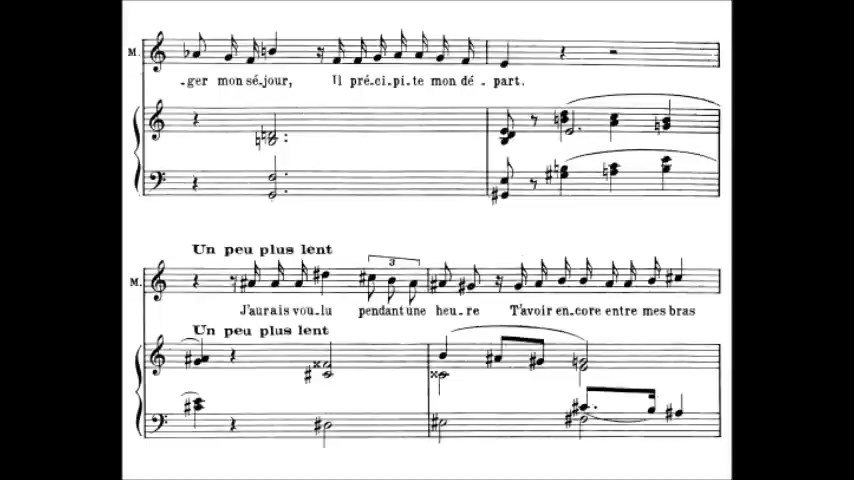 M.
-ger mon sé-jour, Il pré-ci-pi-te mon dé-part.
Un peu plus lent
3
M.
J'aurais vou-lu pendant une heu-re T'avoir en-core entre mes bras
Un peu plus lent